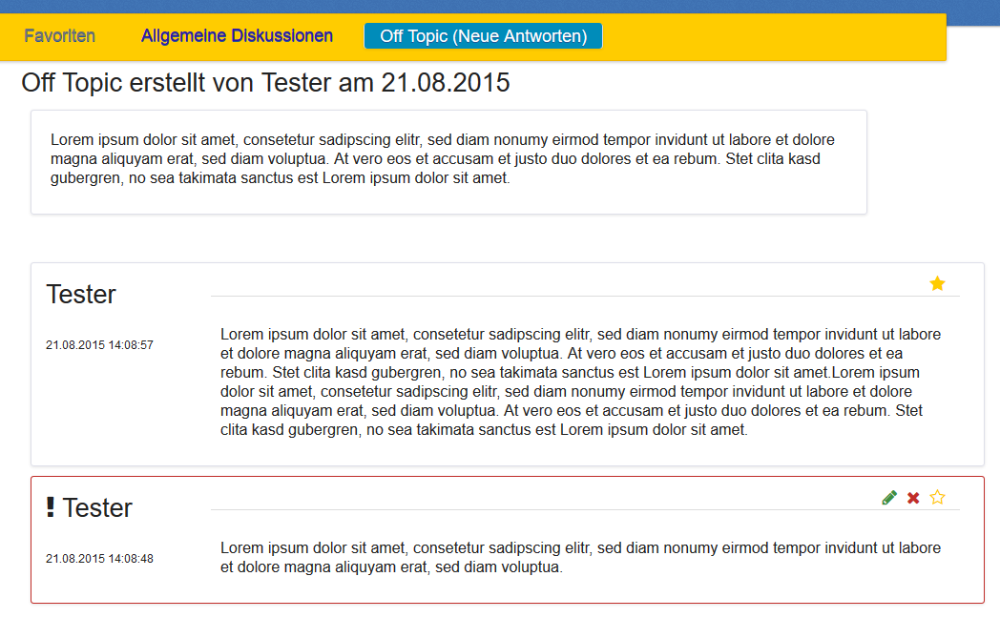 Favoriten Allgemeine Diskussionen Off Topic (Neue Antworten)
Off Topic erstellt von Tester am 21.08.2015
Lorem ipsum dolor sit amet, consetetur sadipscing elitr, sed diam nonumy eirmod tempor invidunt ut labore et dolore
magna aliquyam erat, sed diam voluptua. At vero eos et accusam et justo duo dolores et ea rebum. Stet clita kasd
gubergren, no sea takimata sanctus est Lorem ipsum dolor sit amet.
Tester
21.08.2015 14:08:57
Lorem ipsum dolor sit amet, consetetur sadipscing elitr, sed diam nonumy eirmod tempor invidunt ut labore
et dolore magna aliquyam erat, sed diam voluptua. At vero eos et accusam et justo duo dolores et ea
rebum. Stet clita kasd gubergren, no sea takimata sanctus est Lorem ipsum dolor sit amet.Lorem ipsum
dolor sit amet, consetetur sadipscing elitr, sed diam nonumy eirmod tempor invidunt ut labore et dolore
magna aliquyam erat, sed diam voluptua. At vero eos et accusam et justo duo dolores et ea rebum. Stet
clita kasd gubergren, no sea takimata sanctus est Lorem ipsum dolor sit amet.
! Tester
21.08.2015 14:08:48
Lorem ipsum dolor sit amet, consetetur sadipscing elitr, sed diam nonumy eirmod tempor invidunt ut labore
et dolore magna aliquyam erat, sed diam voluptua.